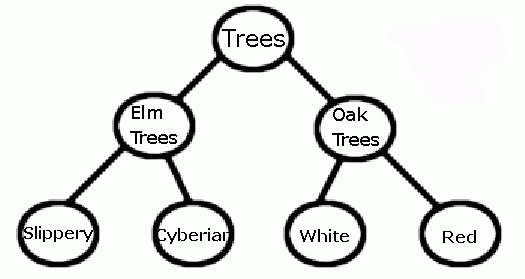 Trees
Elm
Trees
Oak
Trees
Slippery
Cyberian
White
Red